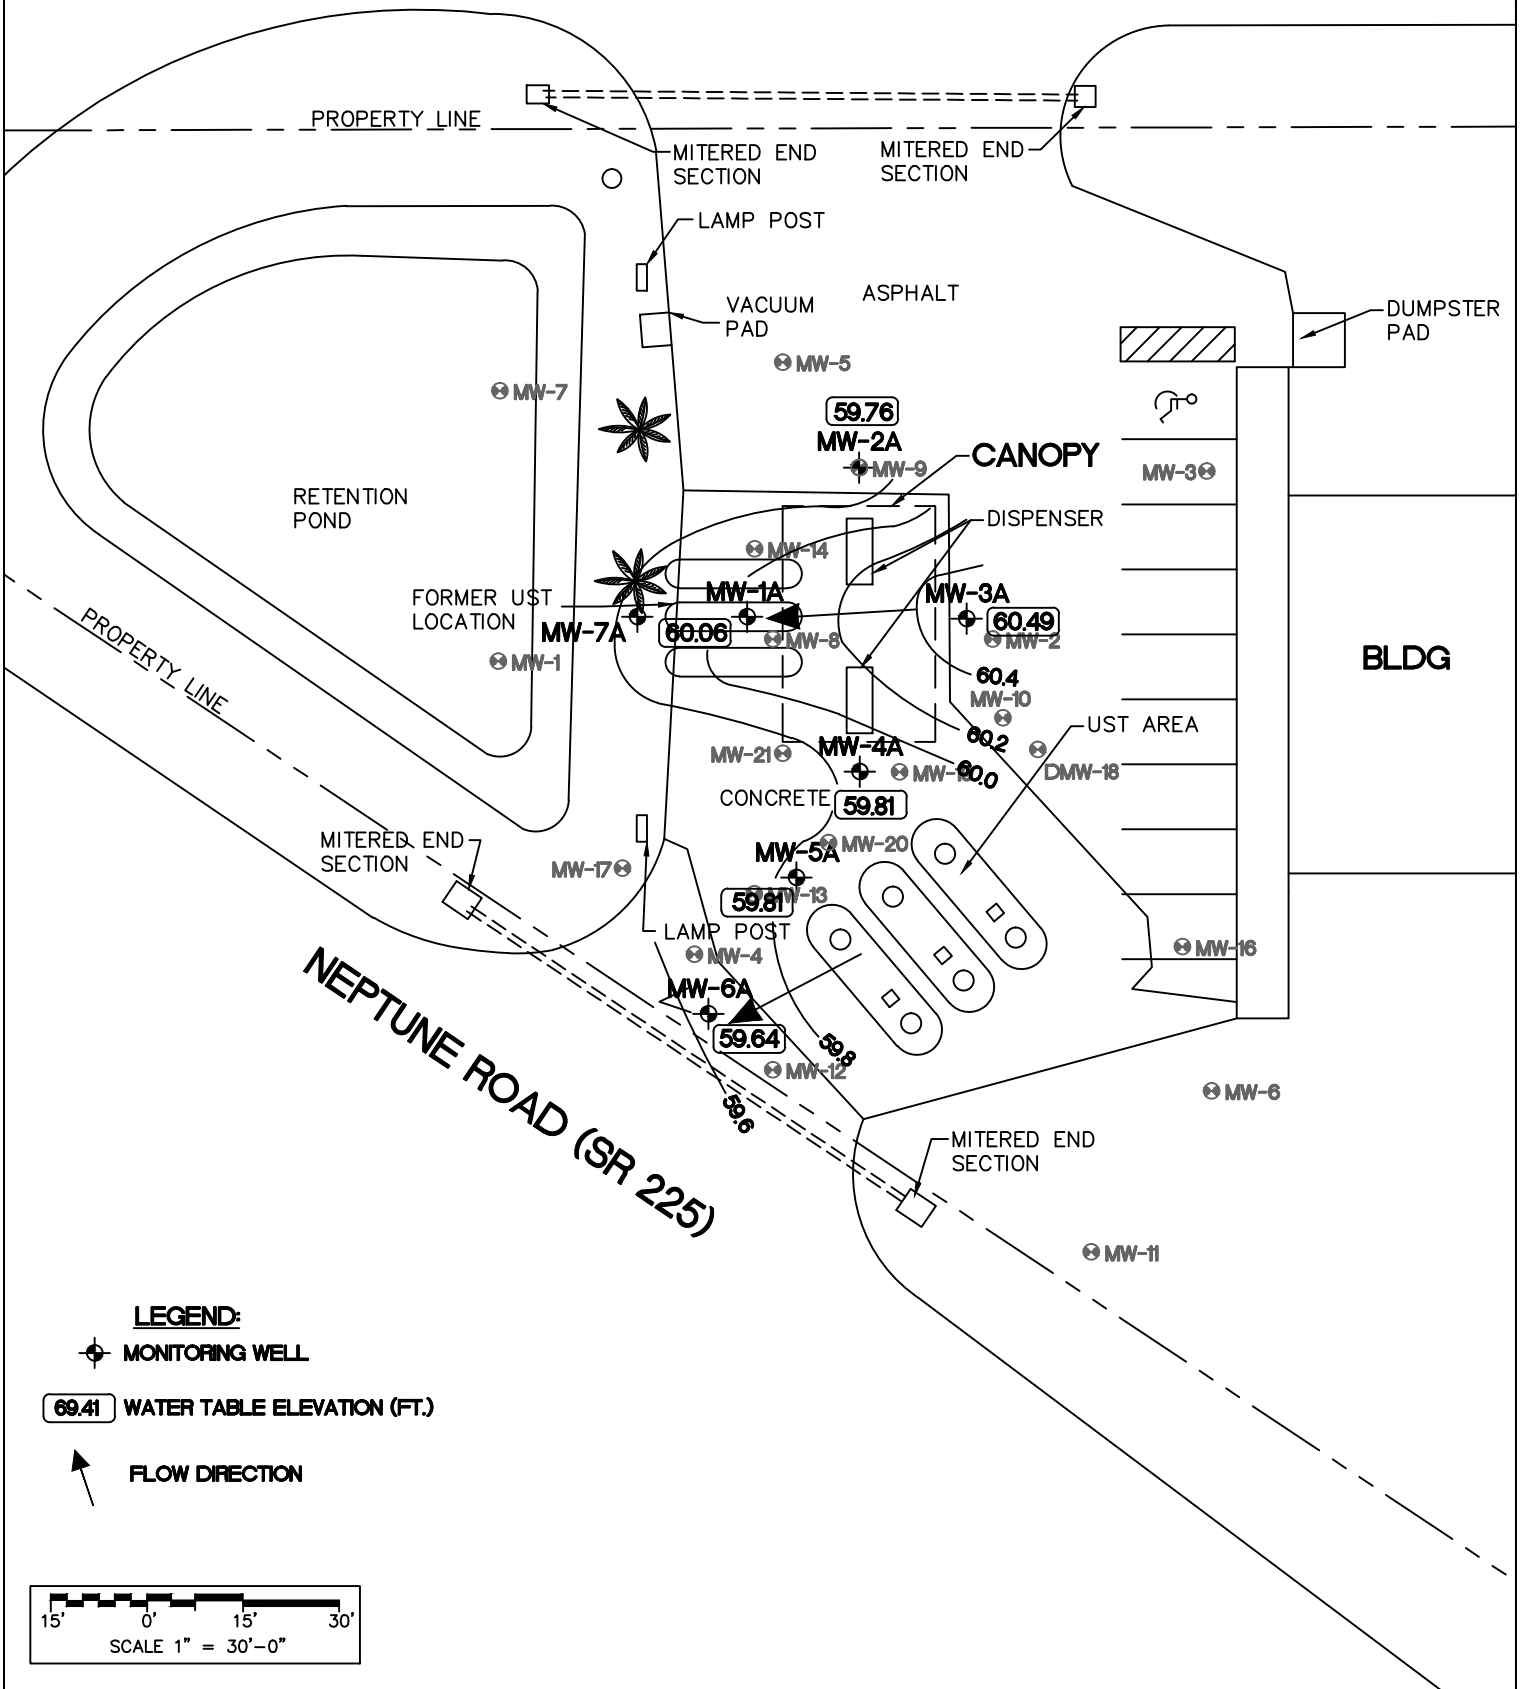 PROPERTY LINE
MITERED END
SECTION
MITERED END
SECTION
LAMP POST
VACUUM
PAD
ASPHALT
DUMPSTER
PAD
MW-5
MW-7
59.76
MW-2A
MW-9
CANOPY
MW-3
RETENTION
POND
DISPENSER
MW-14
FORMER UST
LOCATION
MW-1A
MW-3A
MW-7A
60.06
60.49
MW-8
MW-2
MW-1
BLDG
60.4
PROPERTY LINE
MW-10
UST AREA
60.2
MW-21
MW-4A
60.0
DMW-18
CONCRETE
59.81
MITERED END
SECTION
MW-20
MW-5A
MW-17
MW-13
59.81
LAMP POST
MW-4
MW-16
MW-6A
59.64
59.8
MW-12
59.6
MW-6
NEPTUNE ROAD (SR 225)
MITERED END
SECTION
MW-11
LEGEND:
MONITORING WELL
69.41 WATER TABLE ELEVATION (FT.)
FLOW DIRECTION
15' 0' 15' 30'
SCALE 1" = 30'-0"